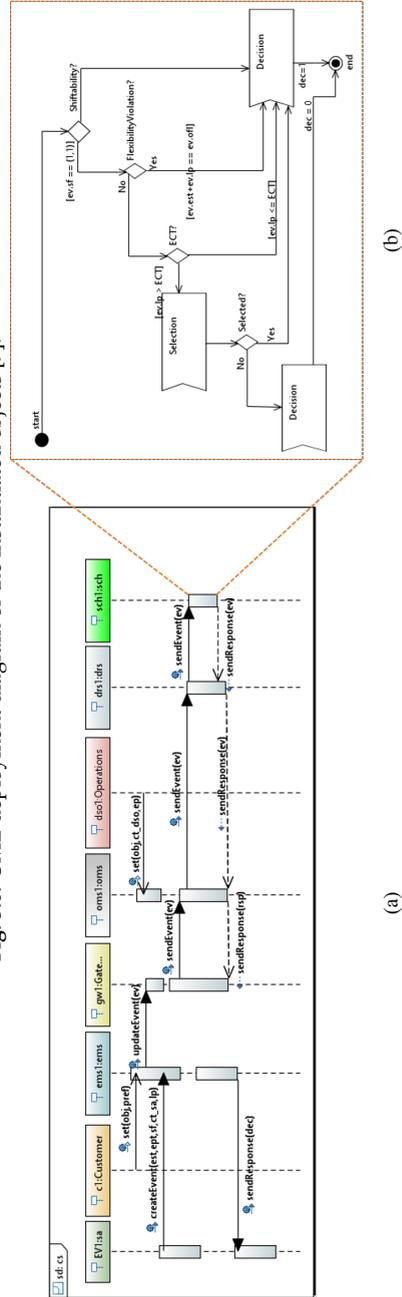 sd: cs
EV1:sa
c1:Customer
ems1:ems
gw1:Gate...
oms1:oms
dso1:Operations
drs1:drs
sch1:sch
set(obj,pref)
createEvent(est,ept,sf,ct_sa,lp)
updateEvent(ev)
sendEvent(ev)
set(obj,ct_dso,ep)
sendEvent(ev)
sendEvent(ev)
sendResponse(ev)
sendResponse(ev)
sendResponse(rsp)
sendResponse(dec)
(a)
start
Shiftability?
[ev.sf == {1,1}]
FlexibilityViolation?
No
Yes
[ev.est+ev.lp == ev.ofl]
ECT?
[ev.lp > ECT]
[ev.lp <= ECT]
Selection
Selected?
No
Yes
Decision
Decision
dec=1
dec = 0
end
(b)